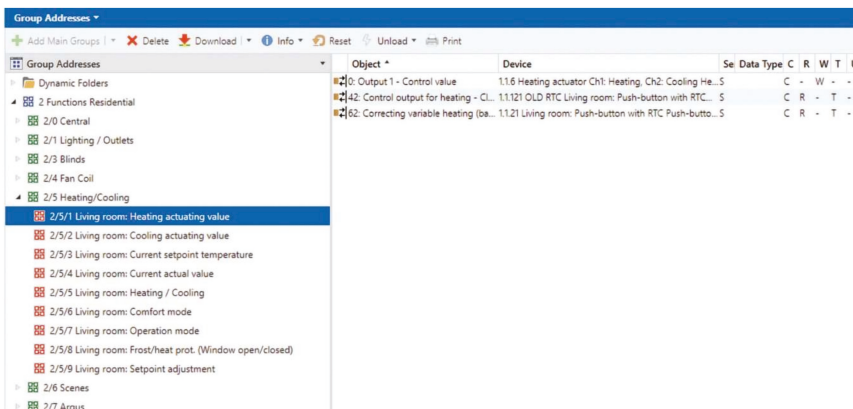 Group Addresses
Add Main Groups Delete Download Info Reset Unload Print
Group Addresses
Object Device Se Data Type C R W T U
Dynamic Folders
0: Output 1 - Control value 1.1.6 Heating actuator Ch1: Heating, Ch2: Cooling He... S C - W - -
2 Functions Residential
42: Control output for heating - Cl... 1.1.121 OLD RTC Living room: Push-button with RTC... S C R - T -
2/0 Central
62: Correcting variable heating (ba... 1.1.21 Living room: Push-button with RTC Push-butto... S C R - T -
2/1 Lighting / Outlets
2/3 Blinds
2/4 Fan Coil
2/5 Heating/Cooling
2/5/1 Living room: Heating actuating value
2/5/2 Living room: Cooling actuating value
2/5/3 Living room: Current setpoint temperature
2/5/4 Living room: Current actual value
2/5/5 Living room: Heating / Cooling
2/5/6 Living room: Comfort mode
2/5/7 Living room: Operation mode
2/5/8 Living room: Frost/heat prot. (Window open/closed)
2/5/9 Living room: Setpoint adjustment
2/6 Scenes
2/7 Argus